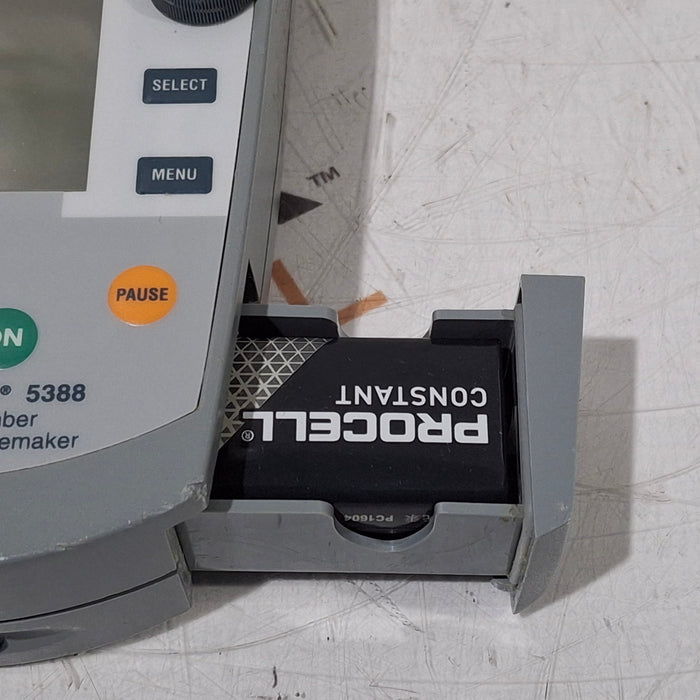 SELECT
MENU
TM
PAUSE
ON
® 5388
mber
emaker
PROCELL®
CONSTANT
PC1604